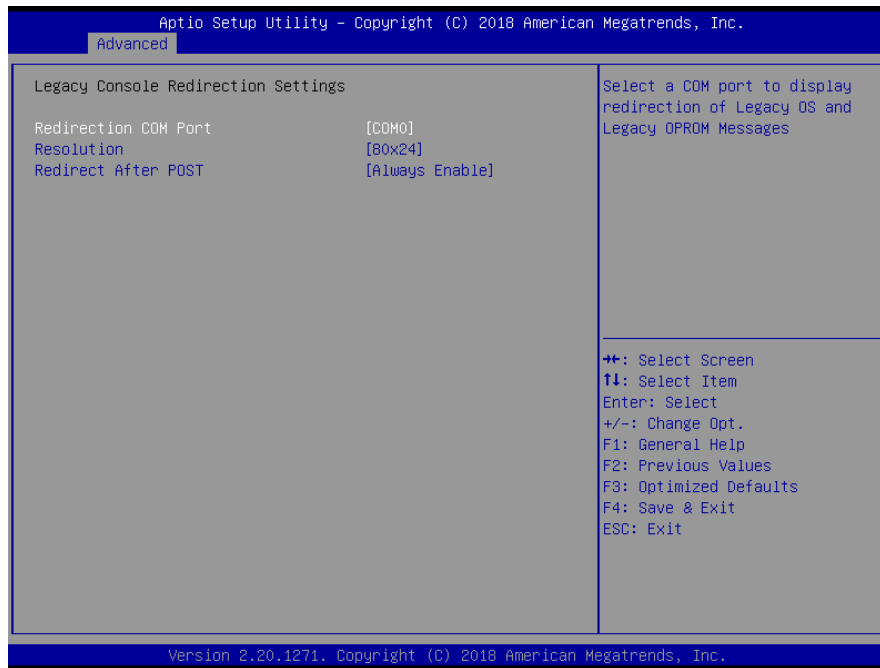 Aptio Setup Utility – Copyright (C) 2018 American Megatrends, Inc.
Advanced
Legacy Console Redirection Settings
Redirection COM Port [COM0]
Resolution [80x24]
Redirect After POST [Always Enable]
Select a COM port to display
redirection of Legacy OS and
Legacy OPROM Messages
→←: Select Screen
↑↓: Select Item
Enter: Select
+/-: Change Opt.
F1: General Help
F2: Previous Values
F3: Optimized Defaults
F4: Save & Exit
ESC: Exit
Version 2.20.1271. Copyright (C) 2018 American Megatrends, Inc.